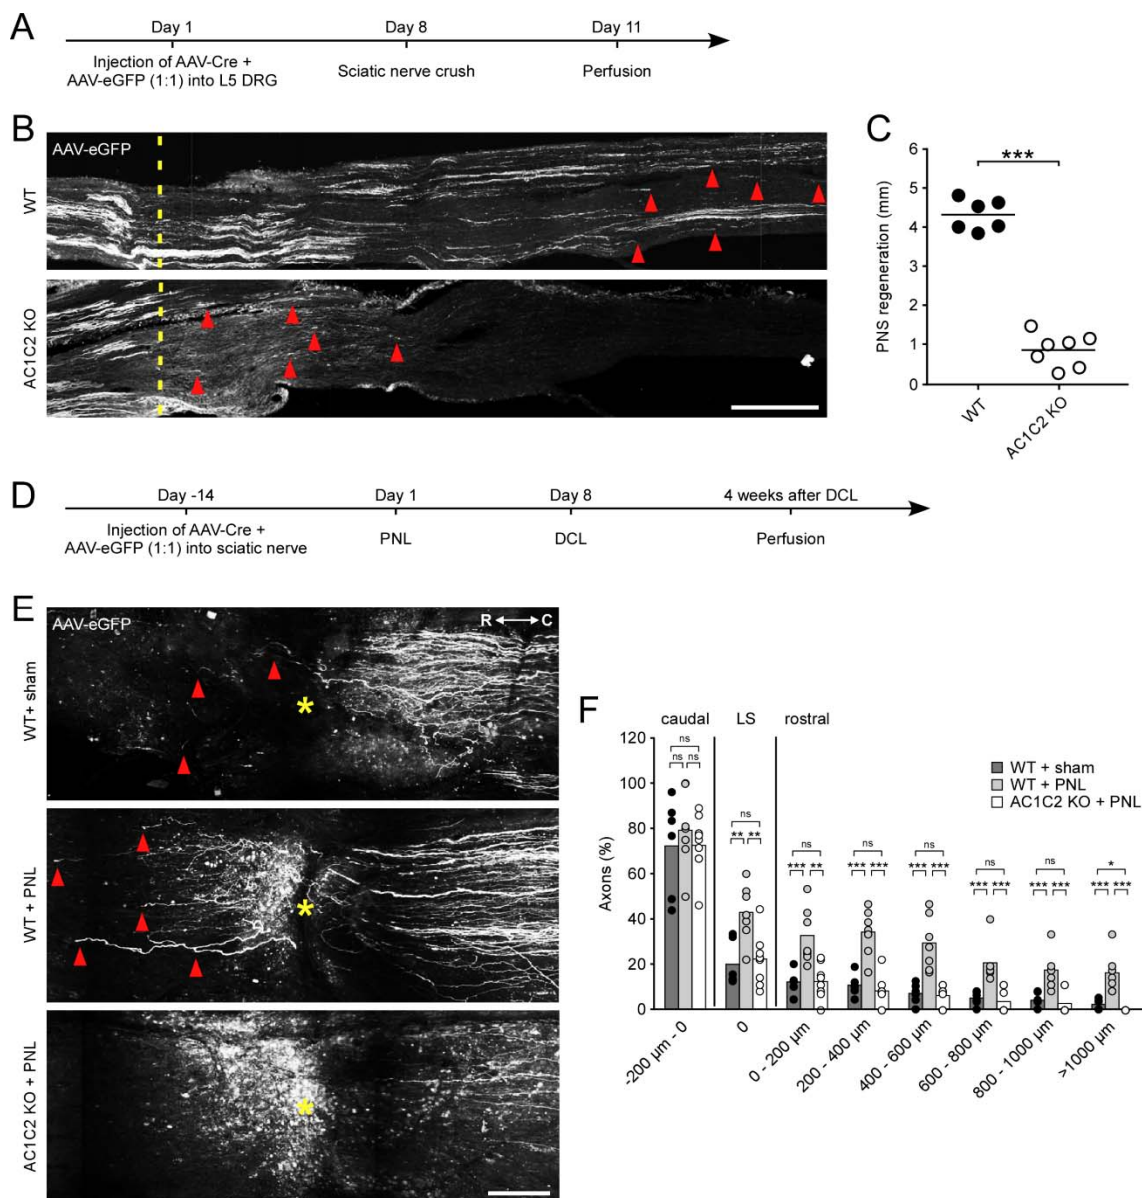 A
Day 1
Day 8
Day 11
Injection of AAV-Cre +
AAV-eGFP (1:1) into L5 DRG
Sciatic nerve crush
Perfusion
B
AAV-eGFP
WT
AC1C2 KO
C
***
PNS regeneration (mm)
6
5
4
3
2
1
0
WT
AC1C2 KO
D
Day -14
Day 1
Day 8
4 weeks after DCL
Injection of AAV-Cre +
AAV-eGFP (1:1) into sciatic nerve
PNL
DCL
Perfusion
E
AAV-eGFP
R C
WT+ sham
*
WT + PNL
*
AC1C2 KO + PNL
*
F
caudal LS rostral
WT + sham
WT + PNL
AC1C2 KO + PNL
Axons (%)
120
100
80
60
40
20
0
ns
ns ns
ns
** **
ns
*** **
ns
*** ***
ns
*** ***
ns
*** ***
ns
*** ***
*
*** ***
-200 µm - 0
0
0 - 200 µm
200 - 400 µm
400 - 600 µm
600 - 800 µm
800 - 1000 µm
>1000 µm